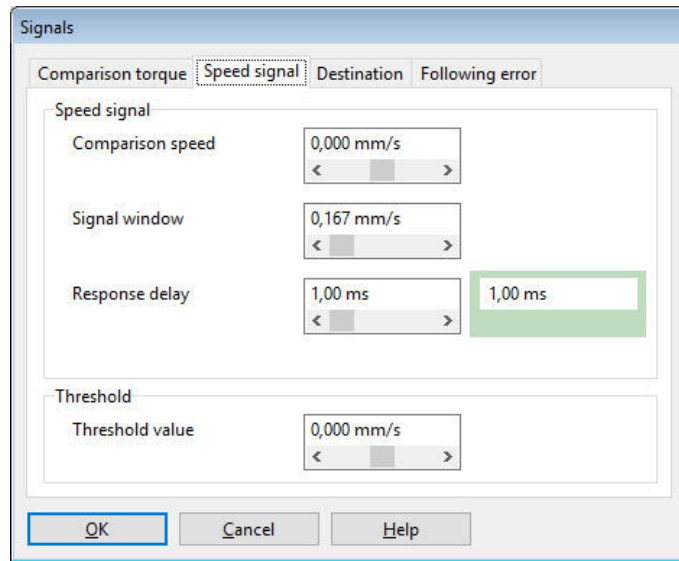 Signals
Comparison torque Speed signal Destination Following error
Speed signal
Comparison speed 0,000 mm/s
Signal window 0,167 mm/s
Response delay 1,00 ms 1,00 ms
Threshold
Threshold value 0,000 mm/s
OK Cancel Help